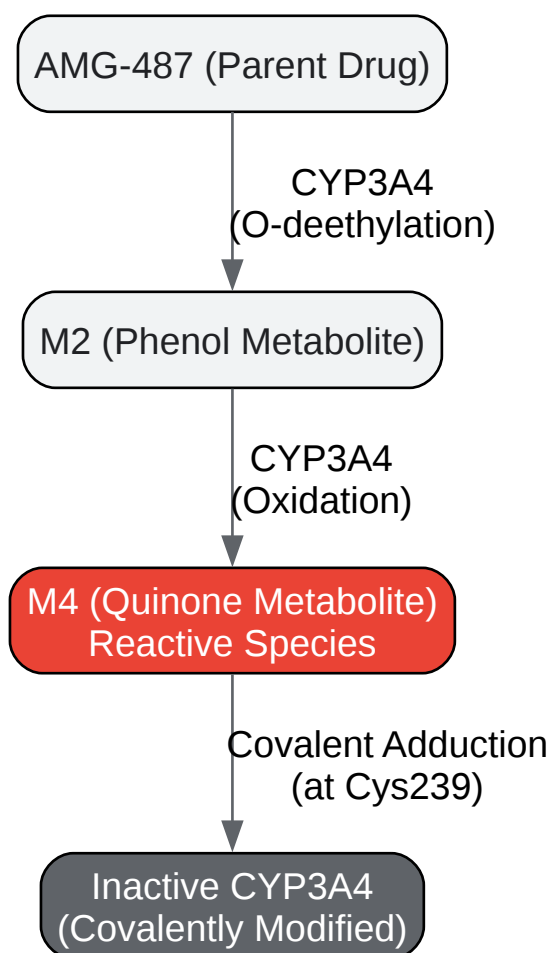 AMG-487 (Parent Drug)
CYP3A4
(O-deethylation)
M2 (Phenol Metabolite)
CYP3A4
(Oxidation)
M4 (Quinone Metabolite)
Reactive Species
Covalent Adduction
(at Cys239)
Inactive CYP3A4
(Covalently Modified)